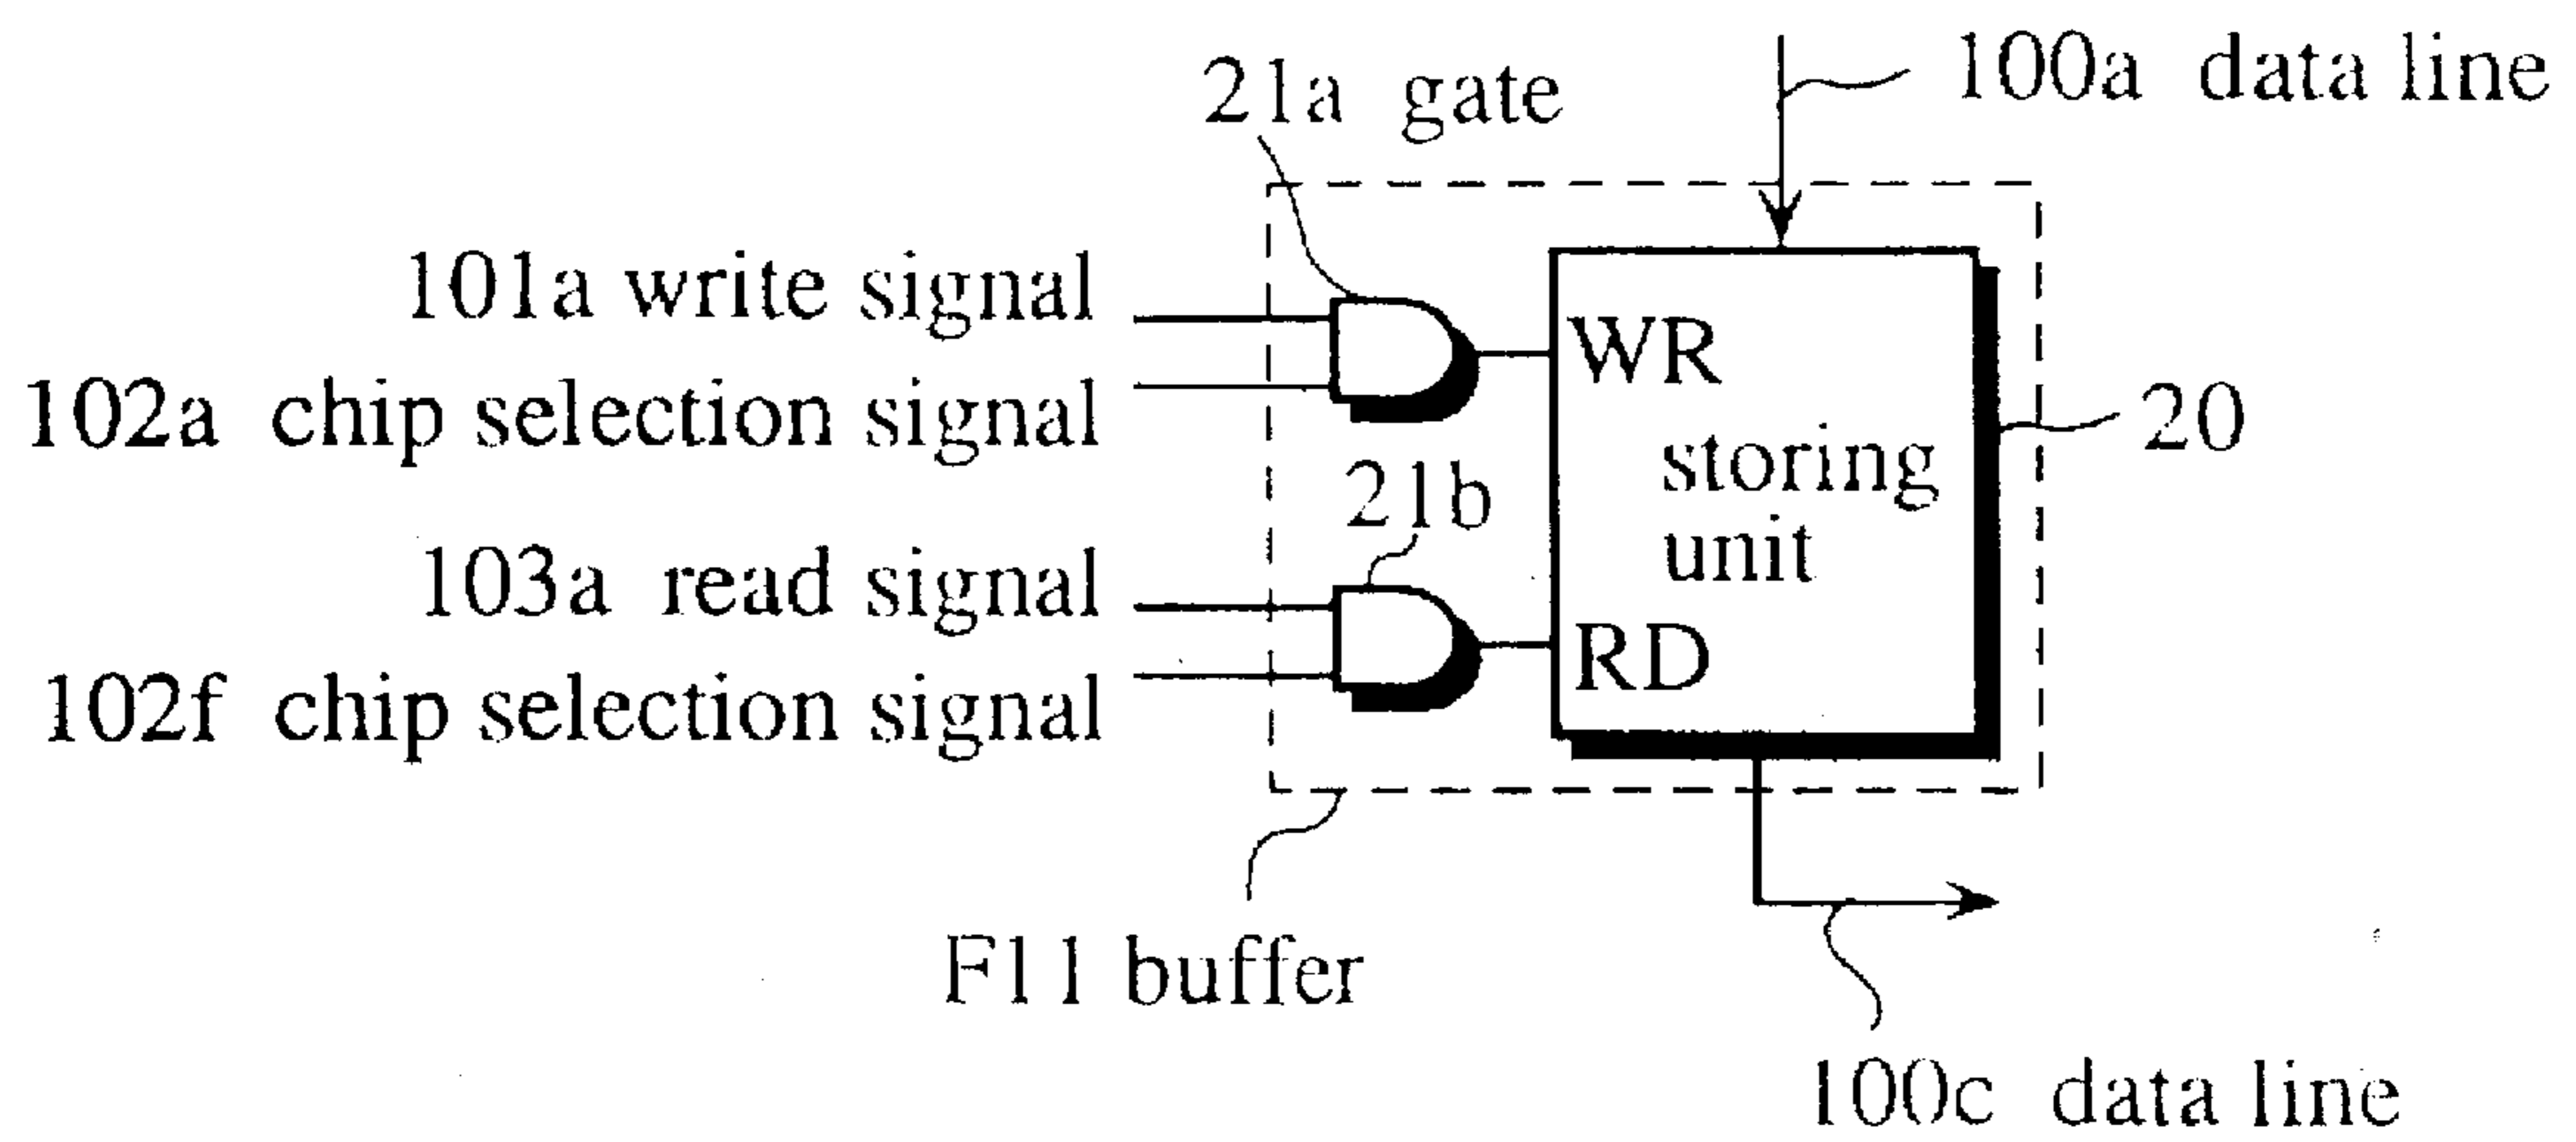 100a data line
21a gate
101a write signal
WR
102a chip selection signal
20
storing
21b
unit
103a read signal
RD
102f chip selection signal
F11 buffer
100c data line